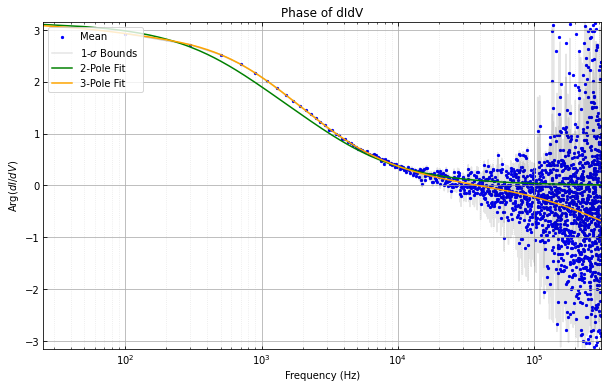 Phase of dIdV
Mean
1-σ Bounds
2-Pole Fit
3-Pole Fit
Arg(dI/dV)
3
2
1
0
−1
−2
−3
10² 10³ 10⁴ 10⁵
Frequency (Hz)